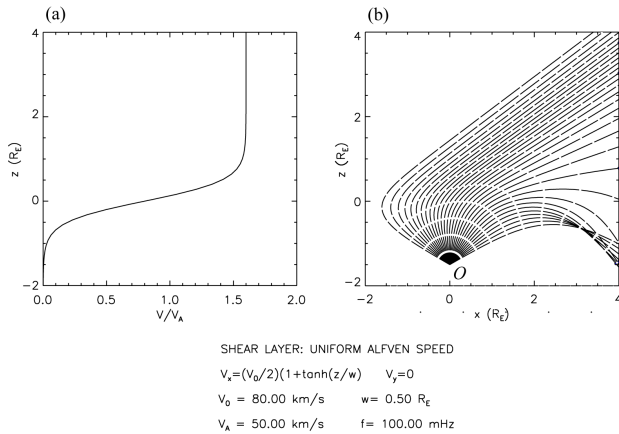 (a)
(b)
4
2
0
−2
z (R_E)
0.0
0.5
1.0
1.5
2.0
V/V_A
4
2
0
−2
z (R_E)
O
−2
0
2
4
x (R_E)
SHEAR LAYER: UNIFORM ALFVEN SPEED
V_x=(V_0/2)(1+tanh(z/w) V_y=0
V_0 = 80.00 km/s w= 0.50 R_E
V_A = 50.00 km/s f= 100.00 mHz